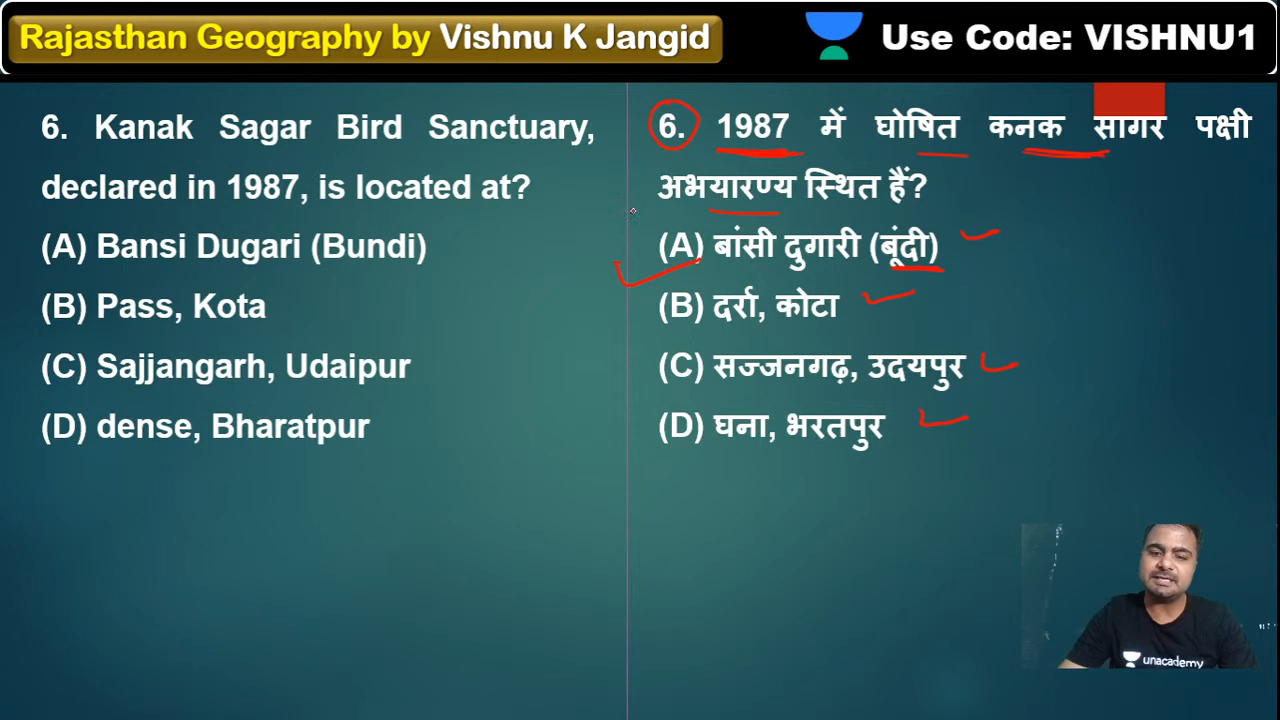 Rajasthan Geography by Vishnu K Jangid
Use Code: VISHNU1
6. Kanak Sagar Bird Sanctuary,
declared in 1987, is located at?
(A) Bansi Dugari (Bundi)
(B) Pass, Kota
(C) Sajjangarh, Udaipur
(D) dense, Bharatpur
6. 1987 में घोषित कनक सागर पक्षी
अभयारण्य स्थित हैं?
(A) बांसी दुगारी (बूंदी)
(B) दर्रा, कोटा
(C) सज्जनगढ़, उदयपुर
(D) घना, भरतपुर
unacademy